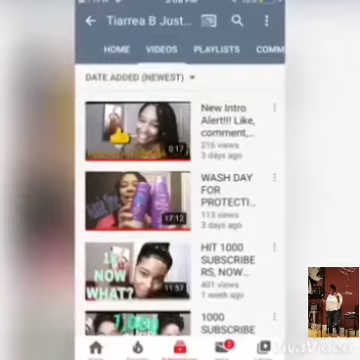 Tiarrea B Just...
HOME VIDEOS PLAYLISTS COMM
DATE ADDED (NEWEST)
New Intro
Alert!!! Like,
comment,...
216 views
3 days ago
0:17
WASH DAY
FOR
PROTECTI...
113 views
3 days ago
17:12
HIT 1000
SUBSCRIBE
RS, NOW...
401 views
1 week ago
NOW
WHAT?
11:57
1000
SUBSCRIBE
2
VivaVideo